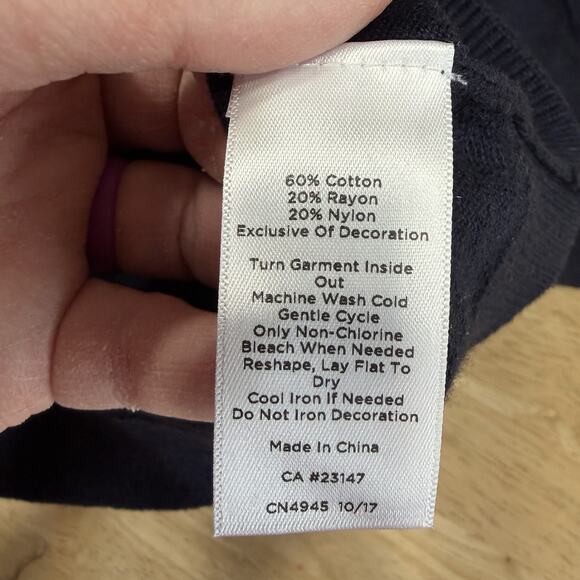 60% Cotton
20% Rayon
20% Nylon
Exclusive Of Decoration
Turn Garment Inside
Out
Machine Wash Cold
Gentle Cycle
Only Non-Chlorine
Bleach When Needed
Reshape, Lay Flat To
Dry
Cool Iron If Needed
Do Not Iron Decoration
Made In China
CA #23147
CN4945 10/17